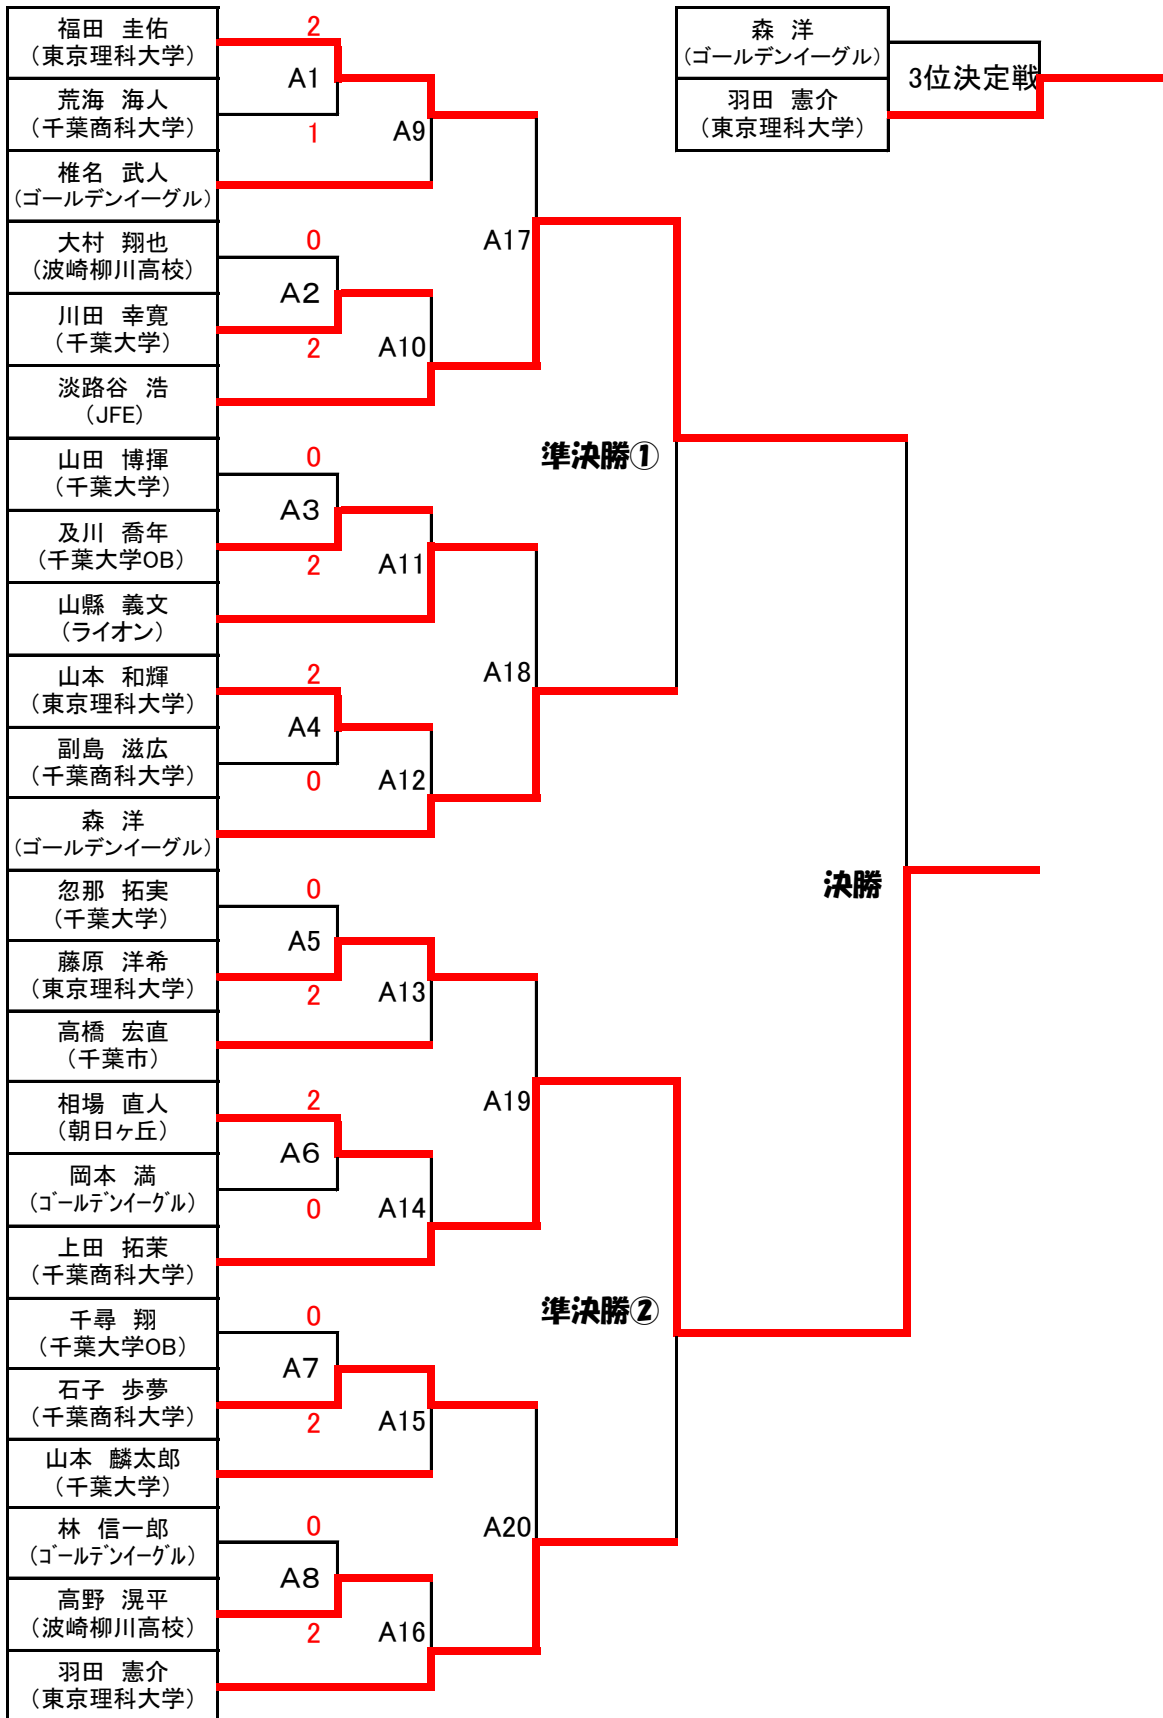 福田 圭佑
（東京理科大学）
荒海 海人
（千葉商科大学）
椎名 武人
（ゴールデンイーグル）
大村 翔也
（波崎柳川高校）
川田 幸寛
（千葉大学）
淡路谷 浩
（JFE）
山田 博揮
（千葉大学）
及川 喬年
（千葉大学OB）
山縣 義文
（ライオン）
山本 和輝
（東京理科大学）
副島 滋広
（千葉商科大学）
森 洋
（ゴールデンイーグル）
忽那 拓実
（千葉大学）
藤原 洋希
（東京理科大学）
高橋 宏直
（千葉市）
相場 直人
（朝日ヶ丘）
岡本 満
（ｺﾞｰﾙﾃﾞﾝｲｰｸﾞﾙ）
上田 拓茉
（千葉商科大学）
千尋 翔
（千葉大学OB）
石子 歩夢
（千葉商科大学）
山本 麟太郎
（千葉大学）
林 信一郎
（ｺﾞｰﾙﾃﾞﾝｲｰｸﾞﾙ）
高野 滉平
（波崎柳川高校）
羽田 憲介
（東京理科大学）
2
A1
1
0
A2
2
0
A3
2
2
A4
0
0
A5
2
2
A6
0
0
A7
2
0
A8
2
A9
A10
A11
A12
A13
A14
A15
A16
A17
A18
A19
A20
準決勝①
準決勝②
決勝
森 洋
（ゴールデンイーグル）
羽田 憲介
（東京理科大学）
3位決定戦